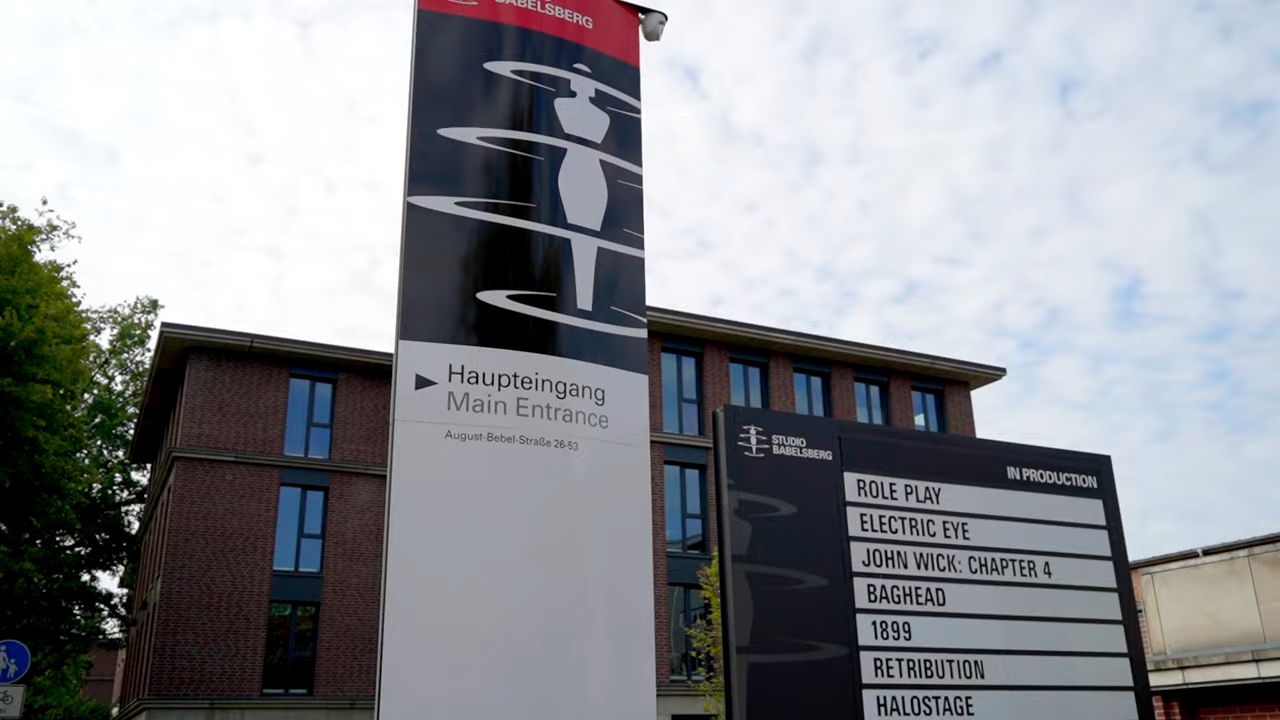 BABELSBERG
Haupteingang
Main Entrance
August-Bebel-Straße 26-53
STUDIO
BABELSBERG
IN PRODUCTION
ROLE PLAY
ELECTRIC EYE
JOHN WICK: CHAPTER 4
BAGHEAD
1899
RETRIBUTION
HALOSTAGE